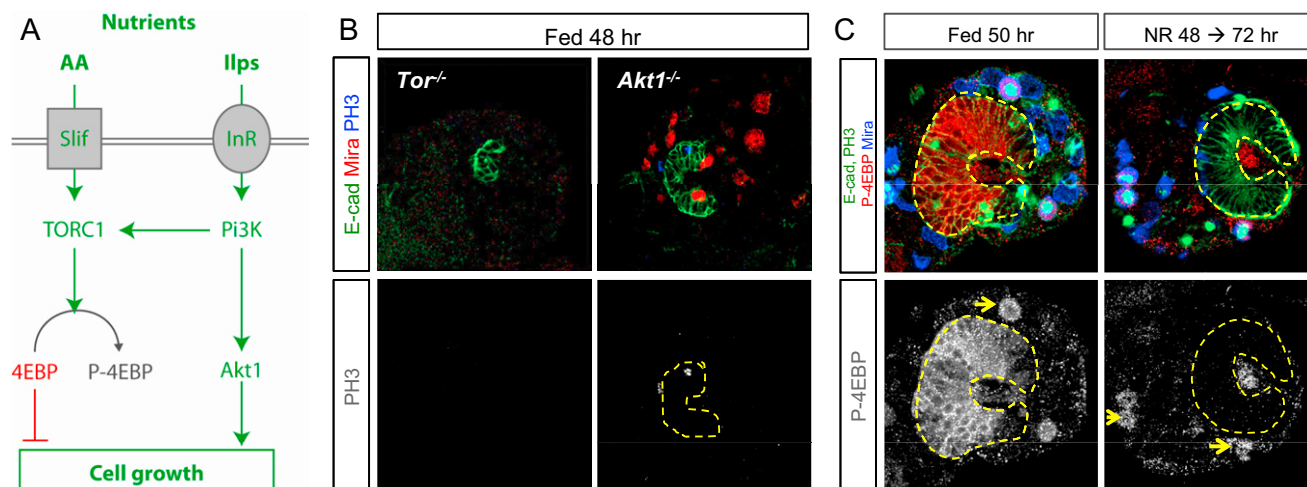 A
Nutrients
AA
Ilps
Slif
InR
TORC1
Pi3K
4EBP
P-4EBP
Akt1
Cell growth
B
Fed 48 hr
E-cad Mira PH3
Tor-/-
Akt1-/-
PH3
C
Fed 50 hr
NR 48 → 72 hr
E-cad, PH3
P-4EBP Mira
P-4EBP